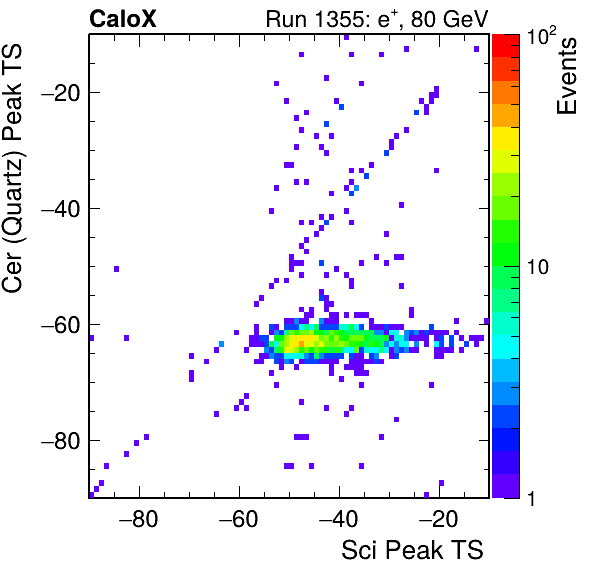 CaloX Run 1355: e⁺, 80 GeV
Cer (Quartz) Peak TS
−20
−40
−60
−80
−80 −60 −40 −20
Sci Peak TS
10²
10
1
Events